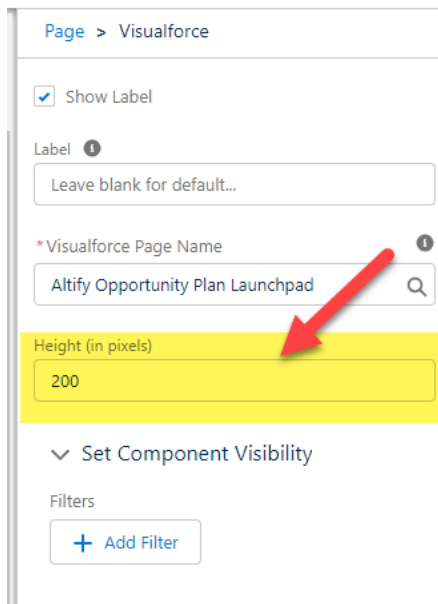 Page > Visualforce
Show Label
Label
Leave blank for default...
* Visualforce Page Name
Altify Opportunity Plan Launchpad
Height (in pixels)
200
Set Component Visibility
Filters
+ Add Filter